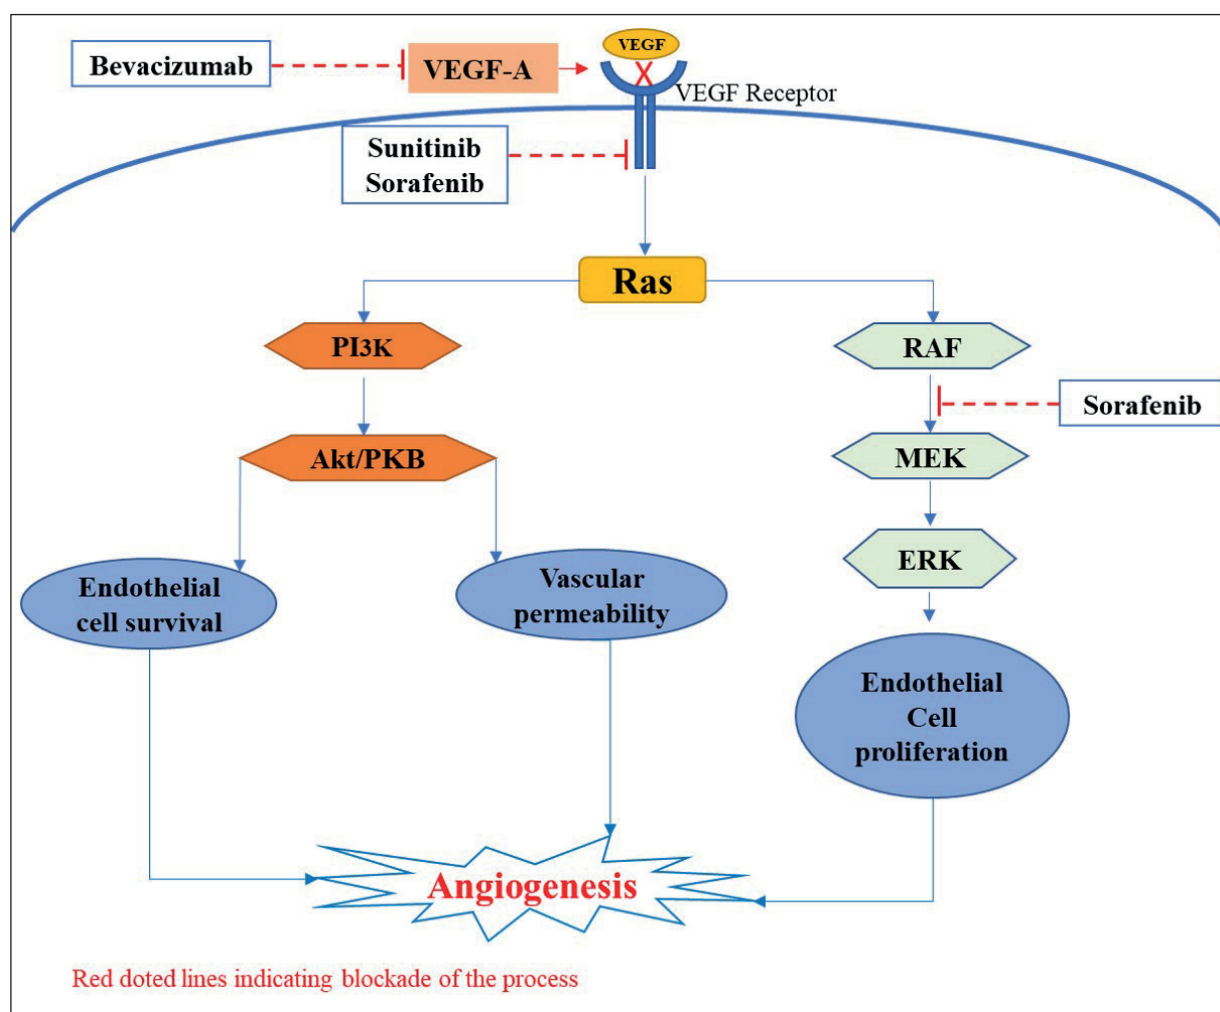 VEGF
Bevacizumab
VEGF-A
VEGF Receptor
Sunitinib
Sorafenib
Ras
PI3K
RAF
Sorafenib
Akt/PKB
MEK
ERK
Endothelial
cell survival
Vascular
permeability
Endothelial
Cell
proliferation
Angiogenesis
Red doted lines indicating blockade of the process